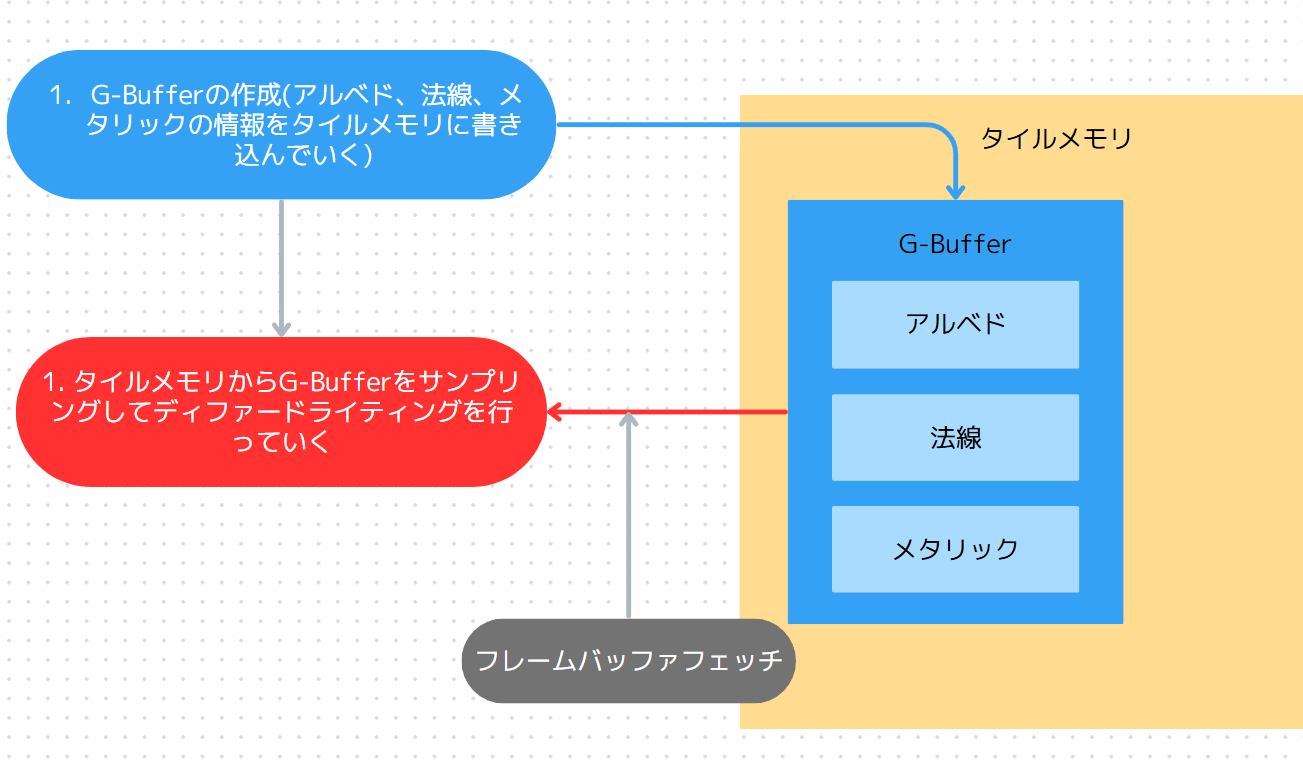 1. G-Bufferの作成(アルベド、法線、メ
タリックの情報をタイルメモリに書き
込んでいく)
タイルメモリ
G-Buffer
アルベド
法線
メタリック
1. タイルメモリからG-Bufferをサンプリ
ングしてディファードライティングを行
っていく
フレームバッファフェッチ